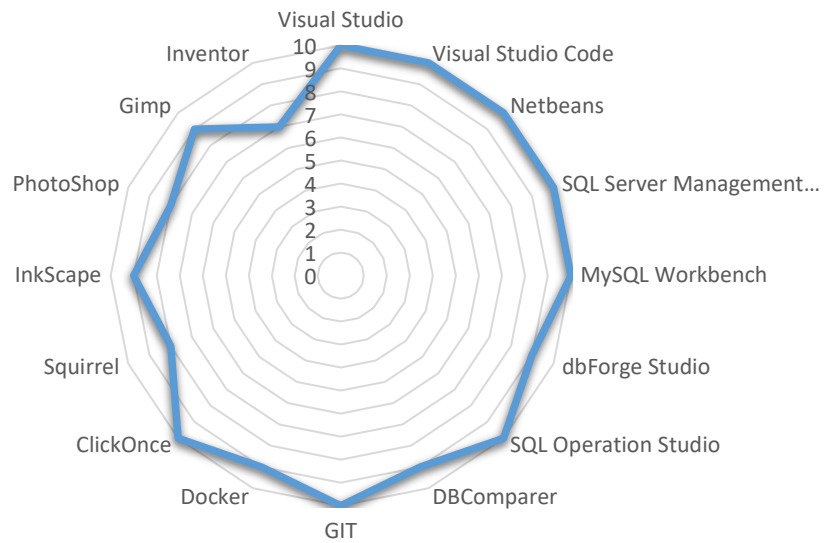 Visual Studio
Visual Studio Code
Netbeans
SQL Server Management...
MySQL Workbench
dbForge Studio
SQL Operation Studio
DBComparer
GIT
Docker
ClickOnce
Squirrel
InkScape
PhotoShop
Gimp
Inventor
10
9
8
7
6
5
4
3
2
1
0